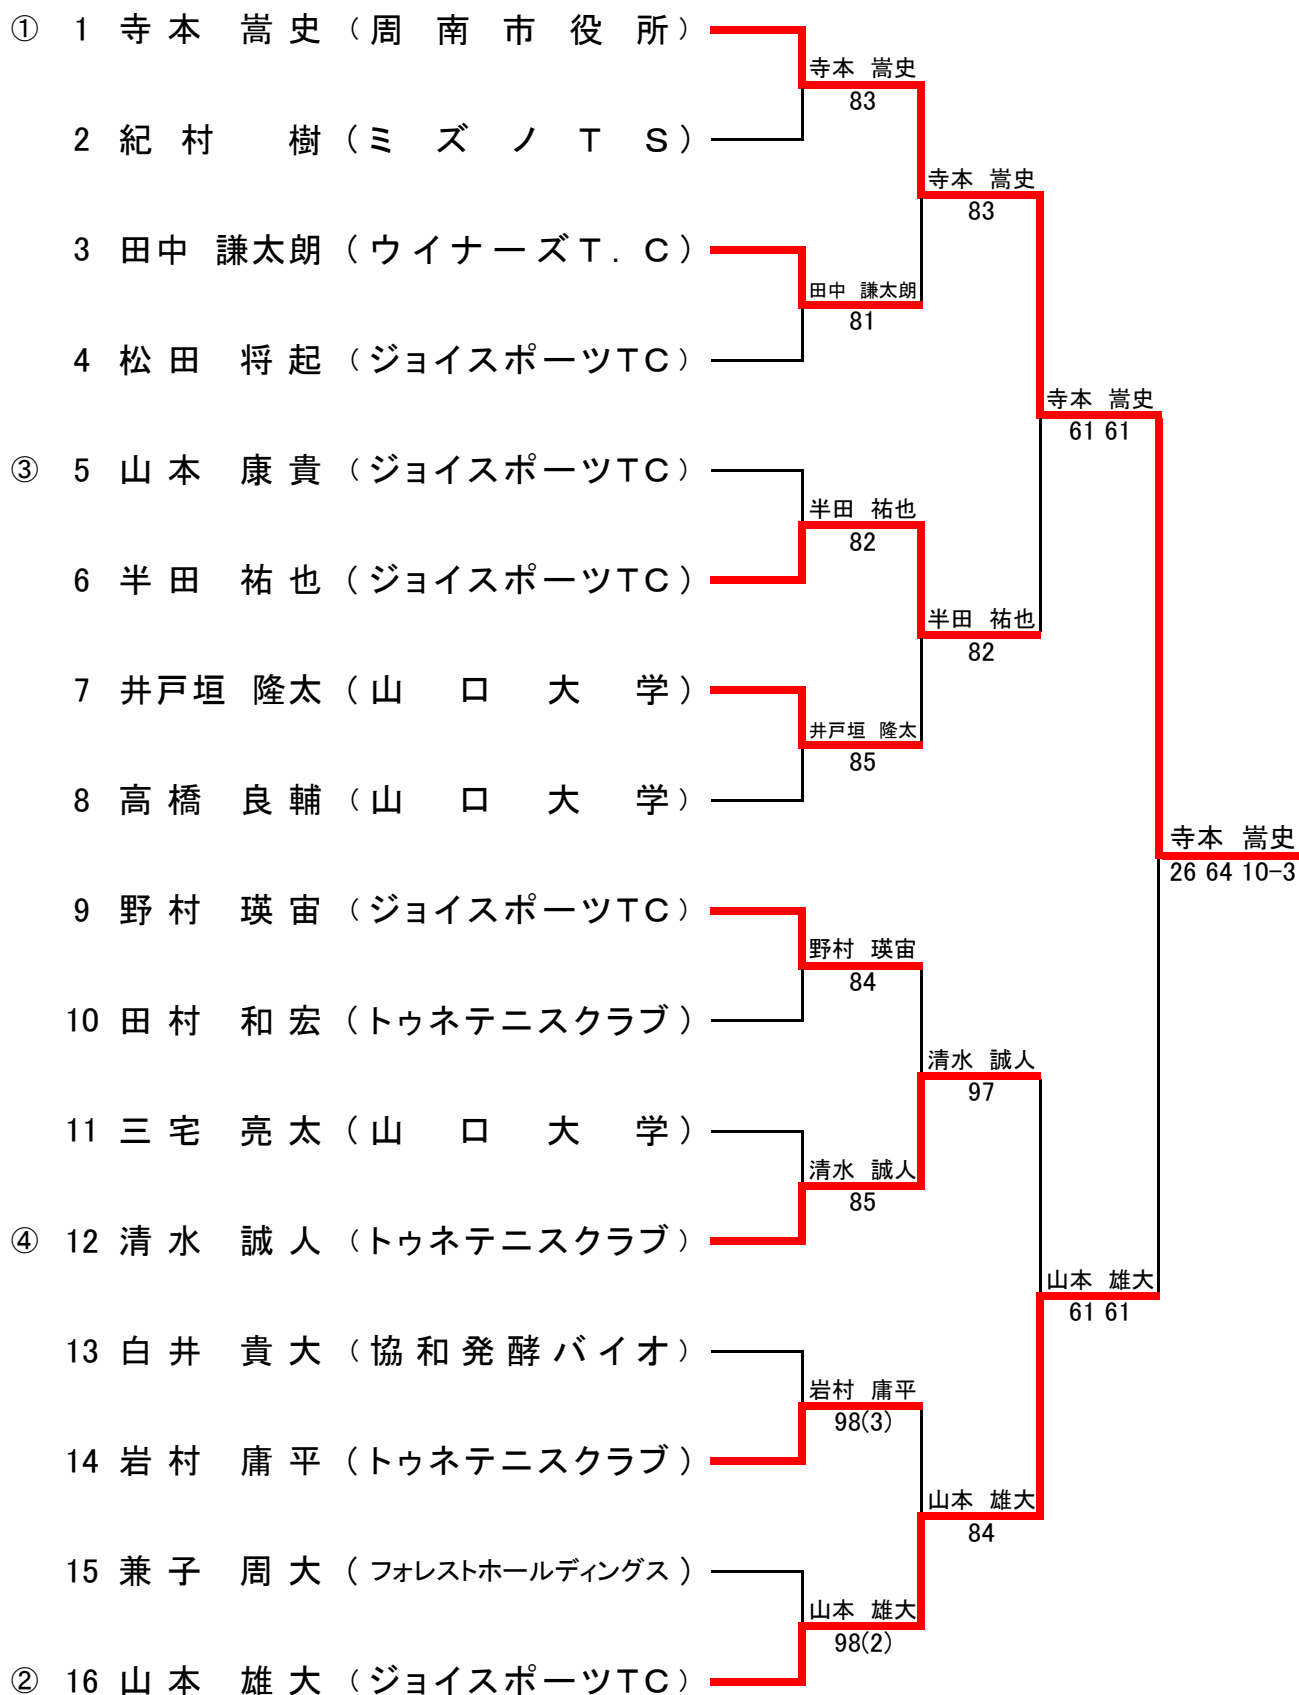 ① 1 寺本 嵩史 (周南市役所)
寺本 嵩史
83
2 紀村 樹 (ミズノTS)
寺本 嵩史
83
3 田中 謙太朗 (ウイナーズT.C)
田中 謙太朗
81
4 松田 将起 (ジョイスポーツTC)
寺本 嵩史
61 61
③ 5 山本 康貴 (ジョイスポーツTC)
半田 祐也
82
6 半田 祐也 (ジョイスポーツTC)
半田 祐也
82
7 井戸垣 隆太 (山口大学)
井戸垣 隆太
85
8 高橋 良輔 (山口大学)
寺本 嵩史
26 64 10-3
9 野村 瑛宙 (ジョイスポーツTC)
野村 瑛宙
84
10 田村 和宏 (トゥネテニスクラブ)
清水 誠人
97
11 三宅 亮太 (山口大学)
清水 誠人
85
④ 12 清水 誠人 (トゥネテニスクラブ)
山本 雄大
61 61
13 白井 貴大 (協和発酵バイオ)
岩村 庸平
98(3)
14 岩村 庸平 (トゥネテニスクラブ)
山本 雄大
84
15 兼子 周大 (フォレストホールディングス)
山本 雄大
98(2)
② 16 山本 雄大 (ジョイスポーツTC)